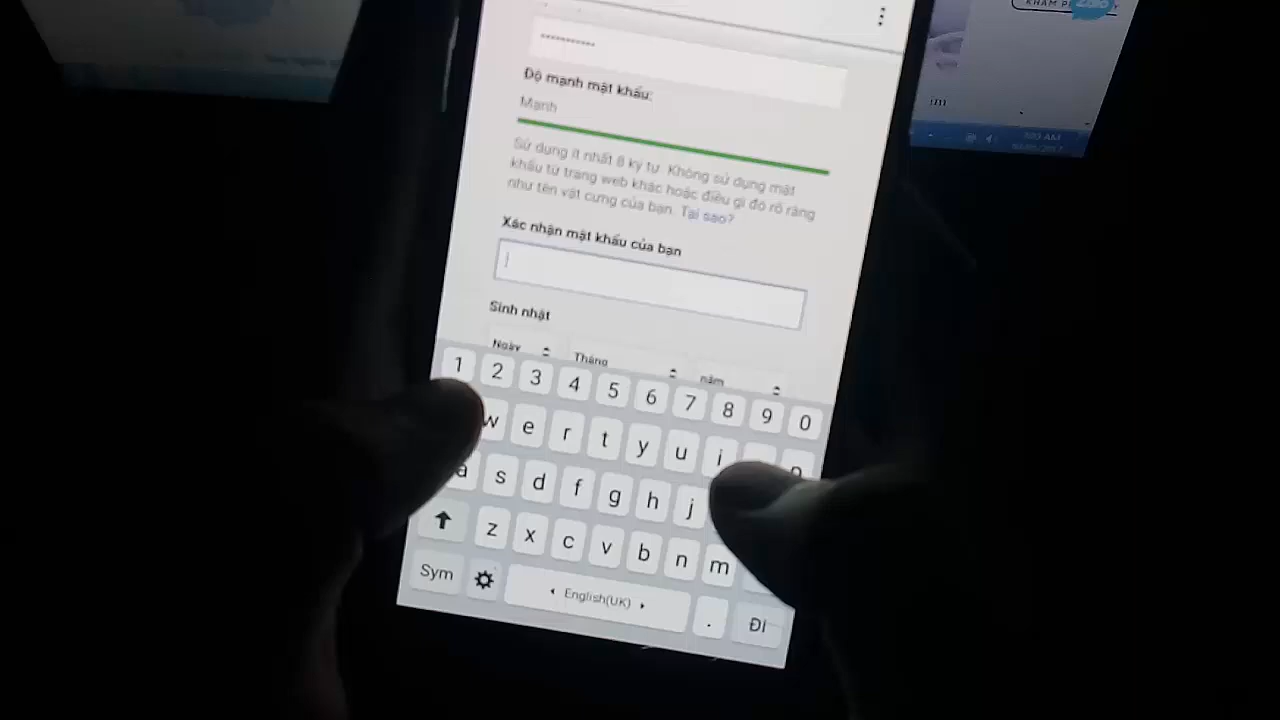 KHÁM P
Zalo
Độ mạnh mật khẩu:
Mạnh
Sử dụng ít nhất 8 ký tự. Không sử dụng mật
khẩu từ trang web khác hoặc điều gì đó rõ ràng
như tên vật cưng của bạn. Tại sao?
Xác nhận mật khẩu của bạn
Sinh nhật
Ngày
Tháng
năm
1 2 3 4 5 6 7 8 9 0
w e r t y u i p
a s d f g h j
z x c v b n m
Sym English(UK) . Đi